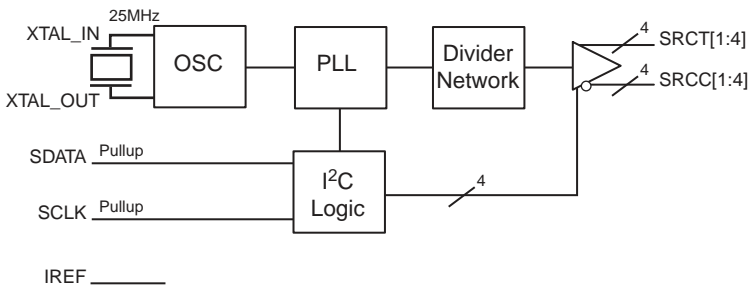 25MHz
XTAL_IN
OSC
PLL
Divider
Network
4
SRCT[1:4]
4
SRCC[1:4]
XTAL_OUT
SDATA
Pullup
I²C
Logic
4
SCLK
Pullup
IREF